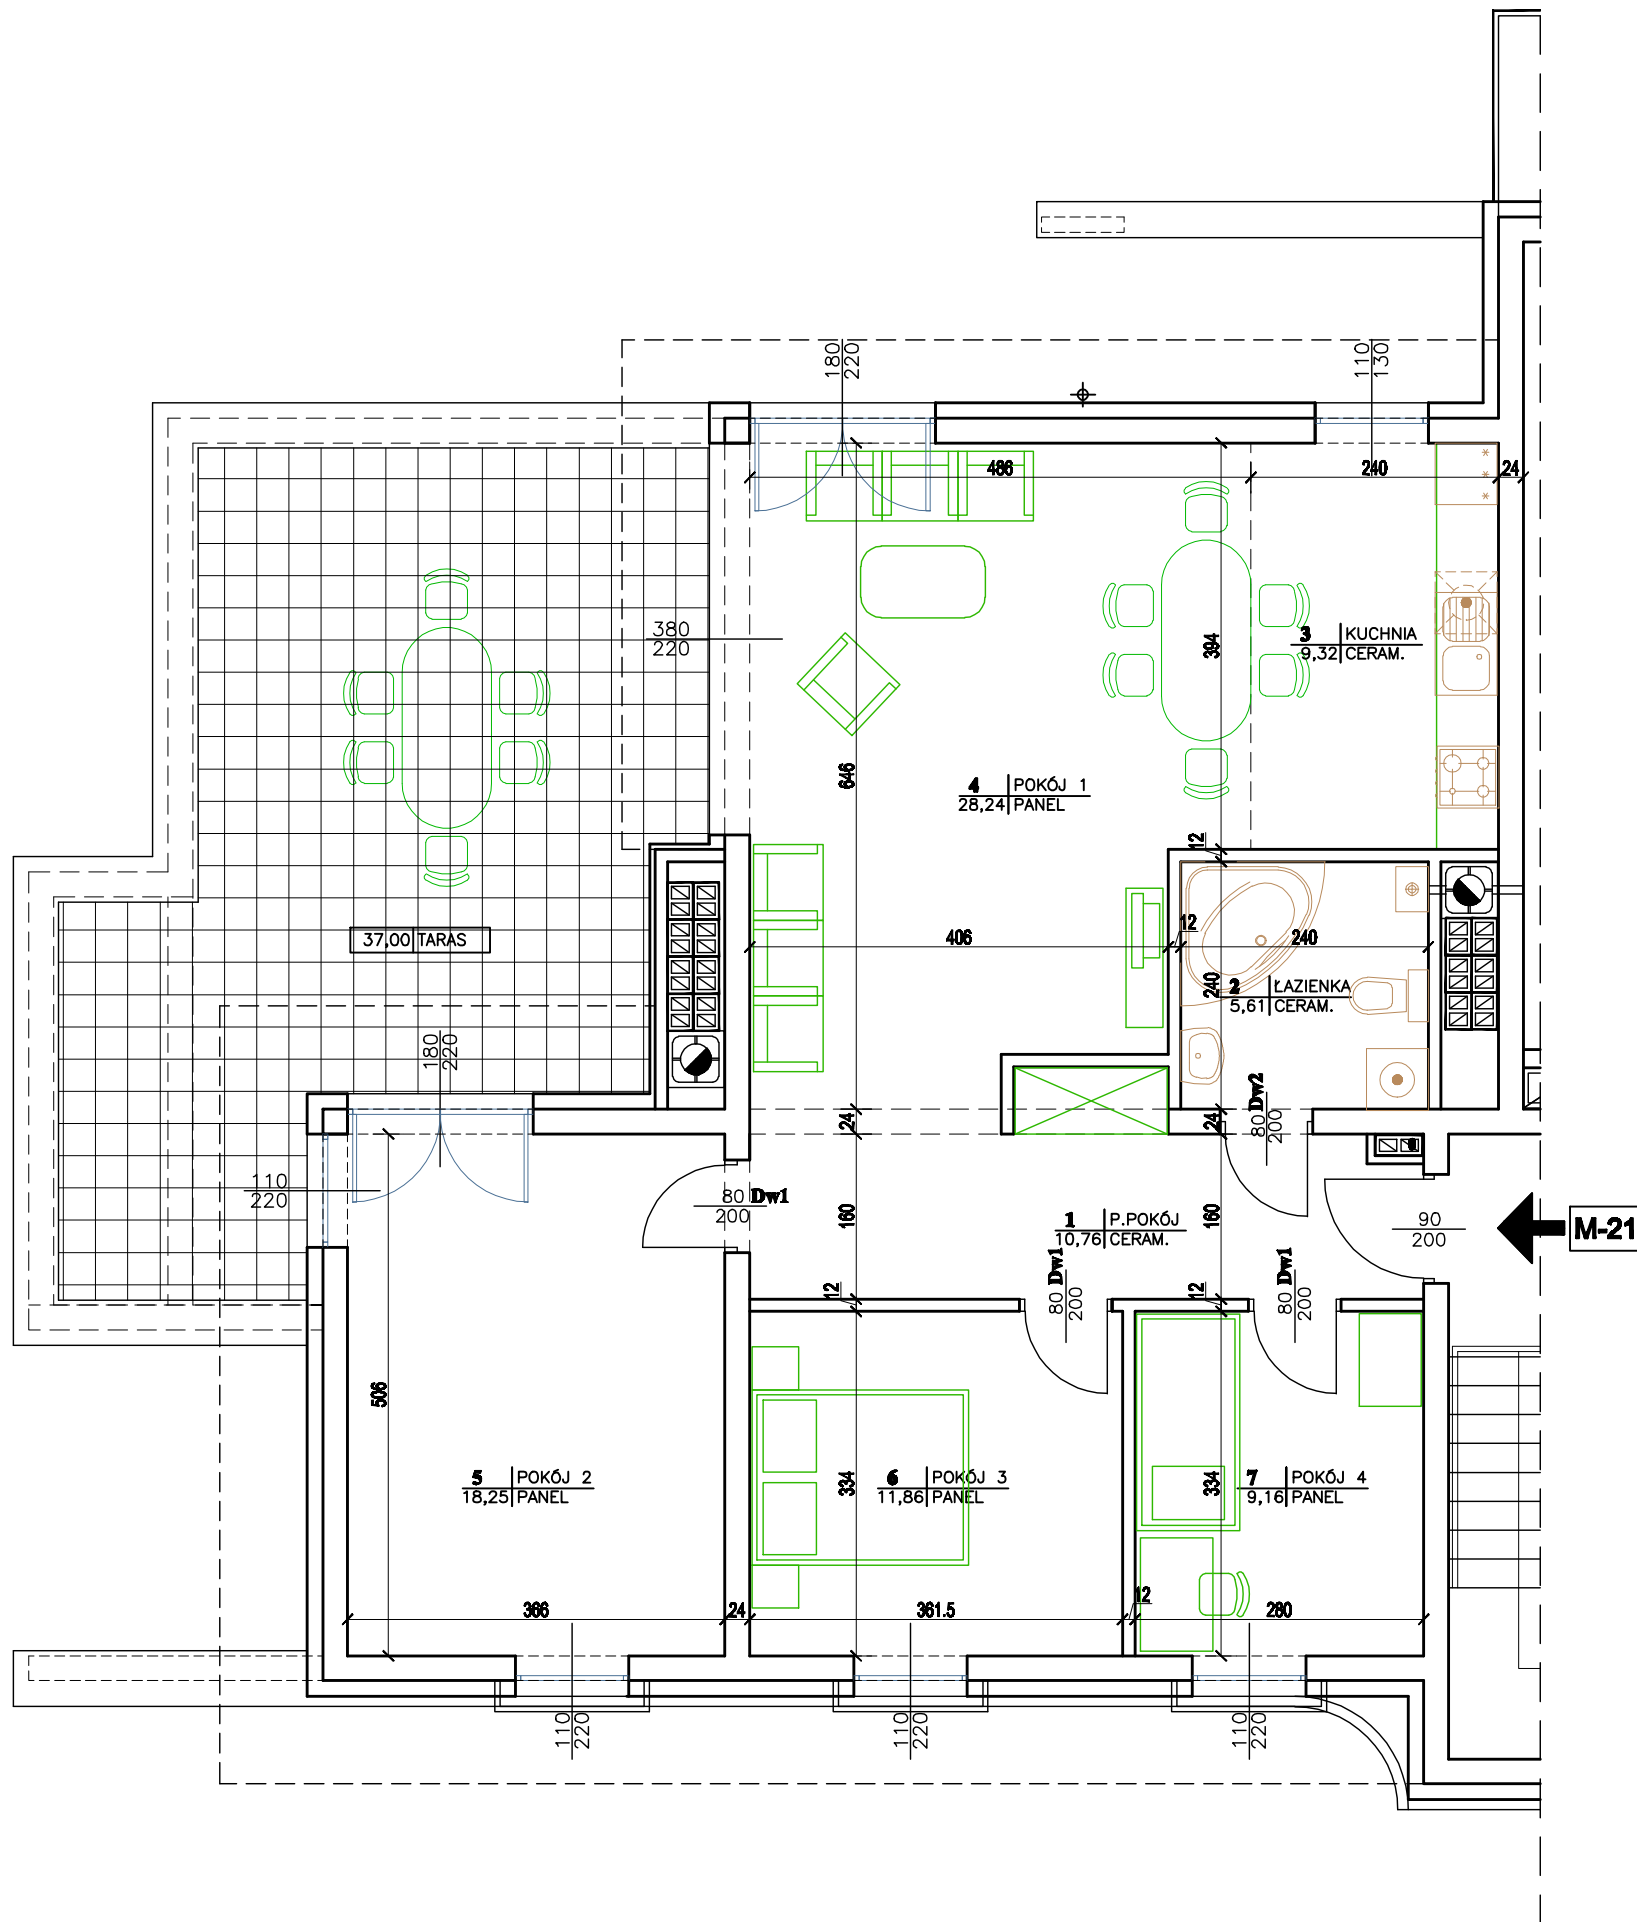 180
220
110
130
486
240
24
380
220
394
3 KUCHNIA
9,32 CERAM.
646
4 POKÓJ 1
28,24 PANEL
12
37,00 TARAS
406
12
240
240
2 ŁAZIENKA
5,61 CERAM.
180
220
24
24
80 Dw2
200
110
220
80 Dw1
200
160
160
1 P.POKÓJ
10,76 CERAM.
90
200
M-21
12
80 Dw1
200
12
80 Dw1
200
506
5 POKÓJ 2
18,25 PANEL
334
6 POKÓJ 3
11,86 PANEL
334
7 POKÓJ 4
9,16 PANEL
366
24
361.5
12
280
110
220
110
220
110
220